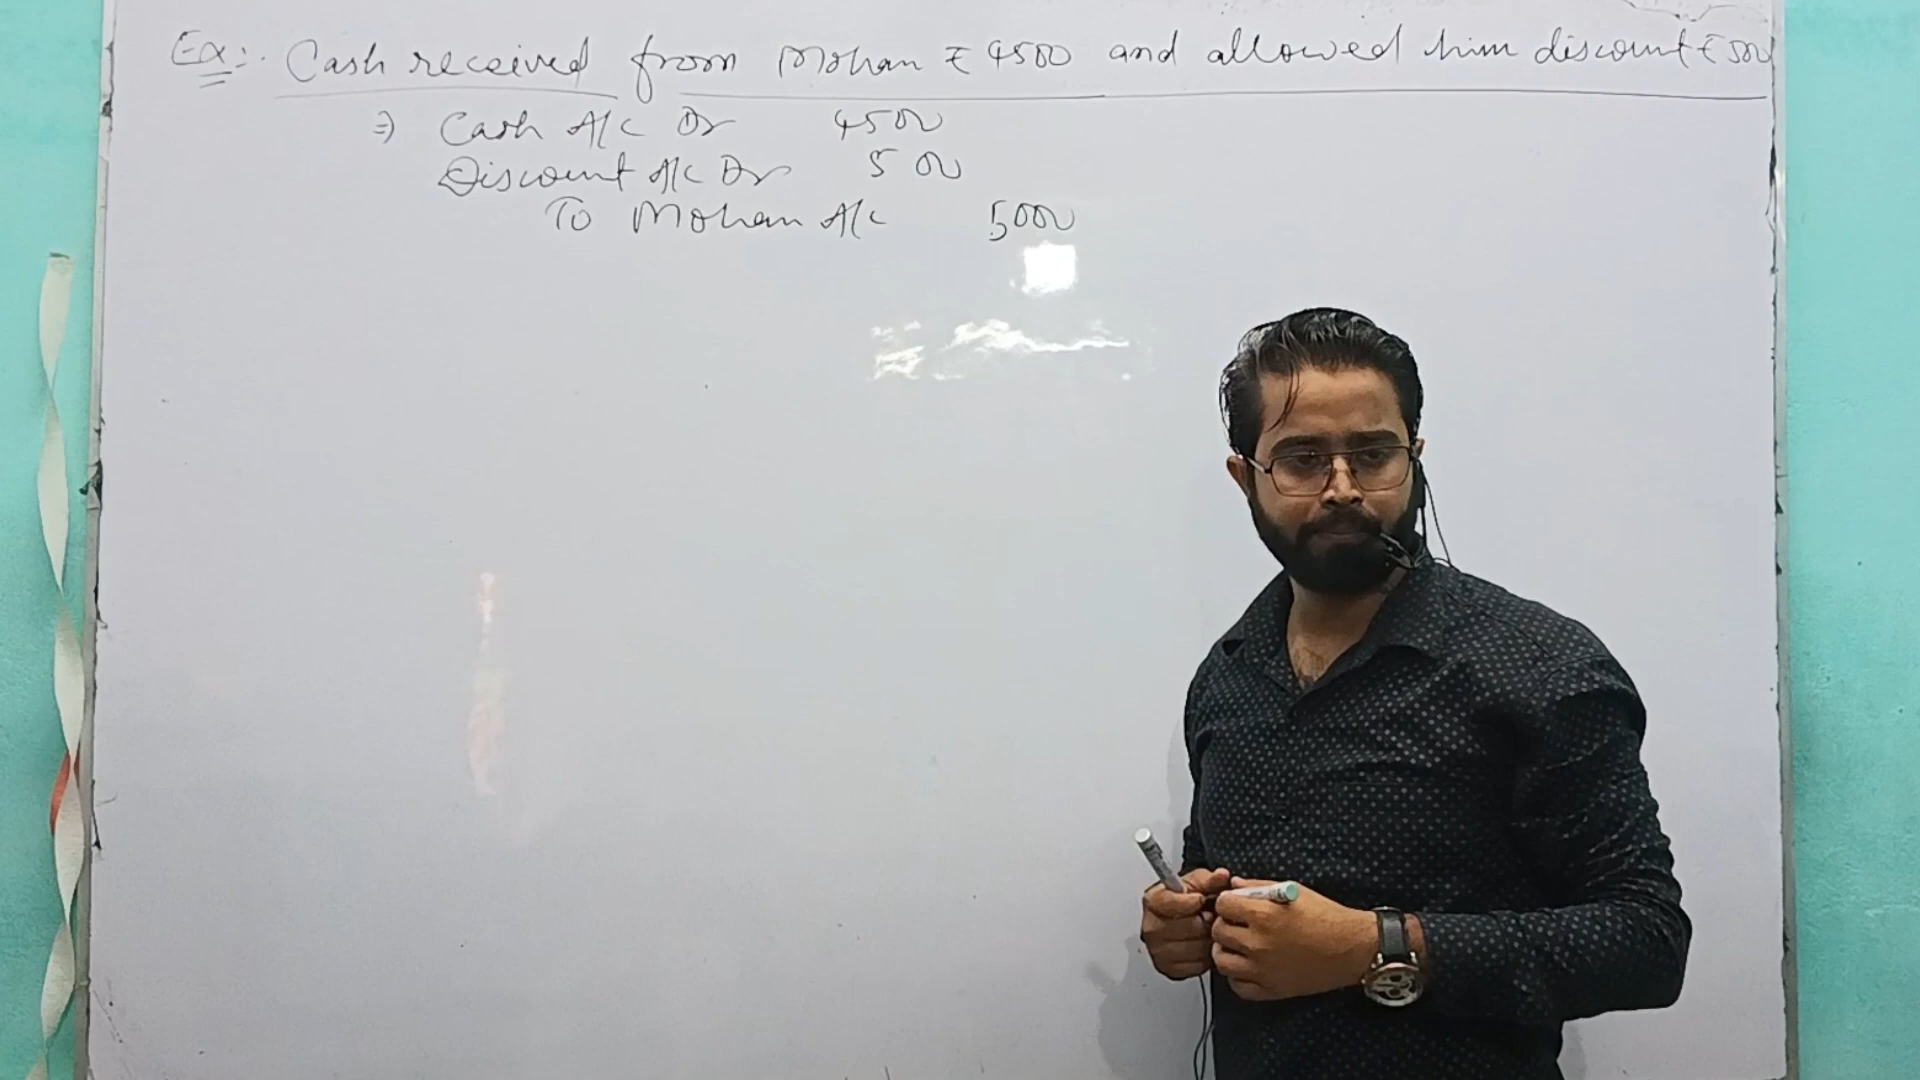 Ex:- Cash received from Mohan ₹ 4500 and allowed him discount ₹ 500
⇒ Cash A/c Dr 4500
Discount A/c Dr 500
To Mohan A/c 5000